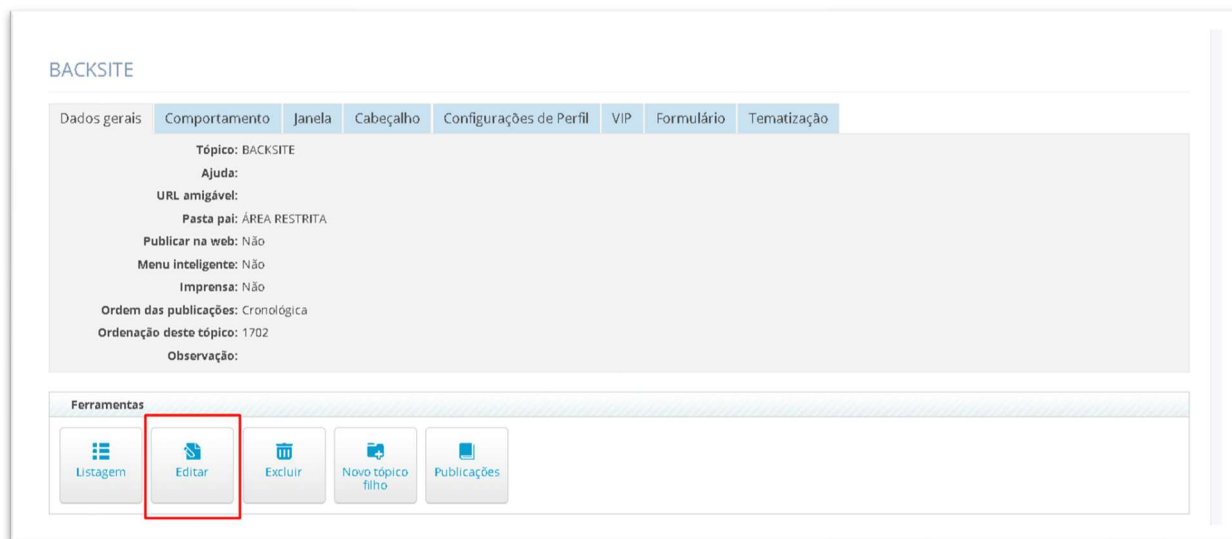 BACKSITE
Dados gerais Comportamento Janela Cabeçalho Configurações de Perfil VIP Formulário Tematização
Tópico: BACKSITE
Ajuda:
URL amigável:
Pasta pai: ÁREA RESTRITA
Publicar na web: Não
Menu inteligente: Não
Imprensa: Não
Ordem das publicações: Cronológica
Ordenação deste tópico: 1702
Observação:
Ferramentas
Listagem Editar Excluir Novo tópico Publicações
filho